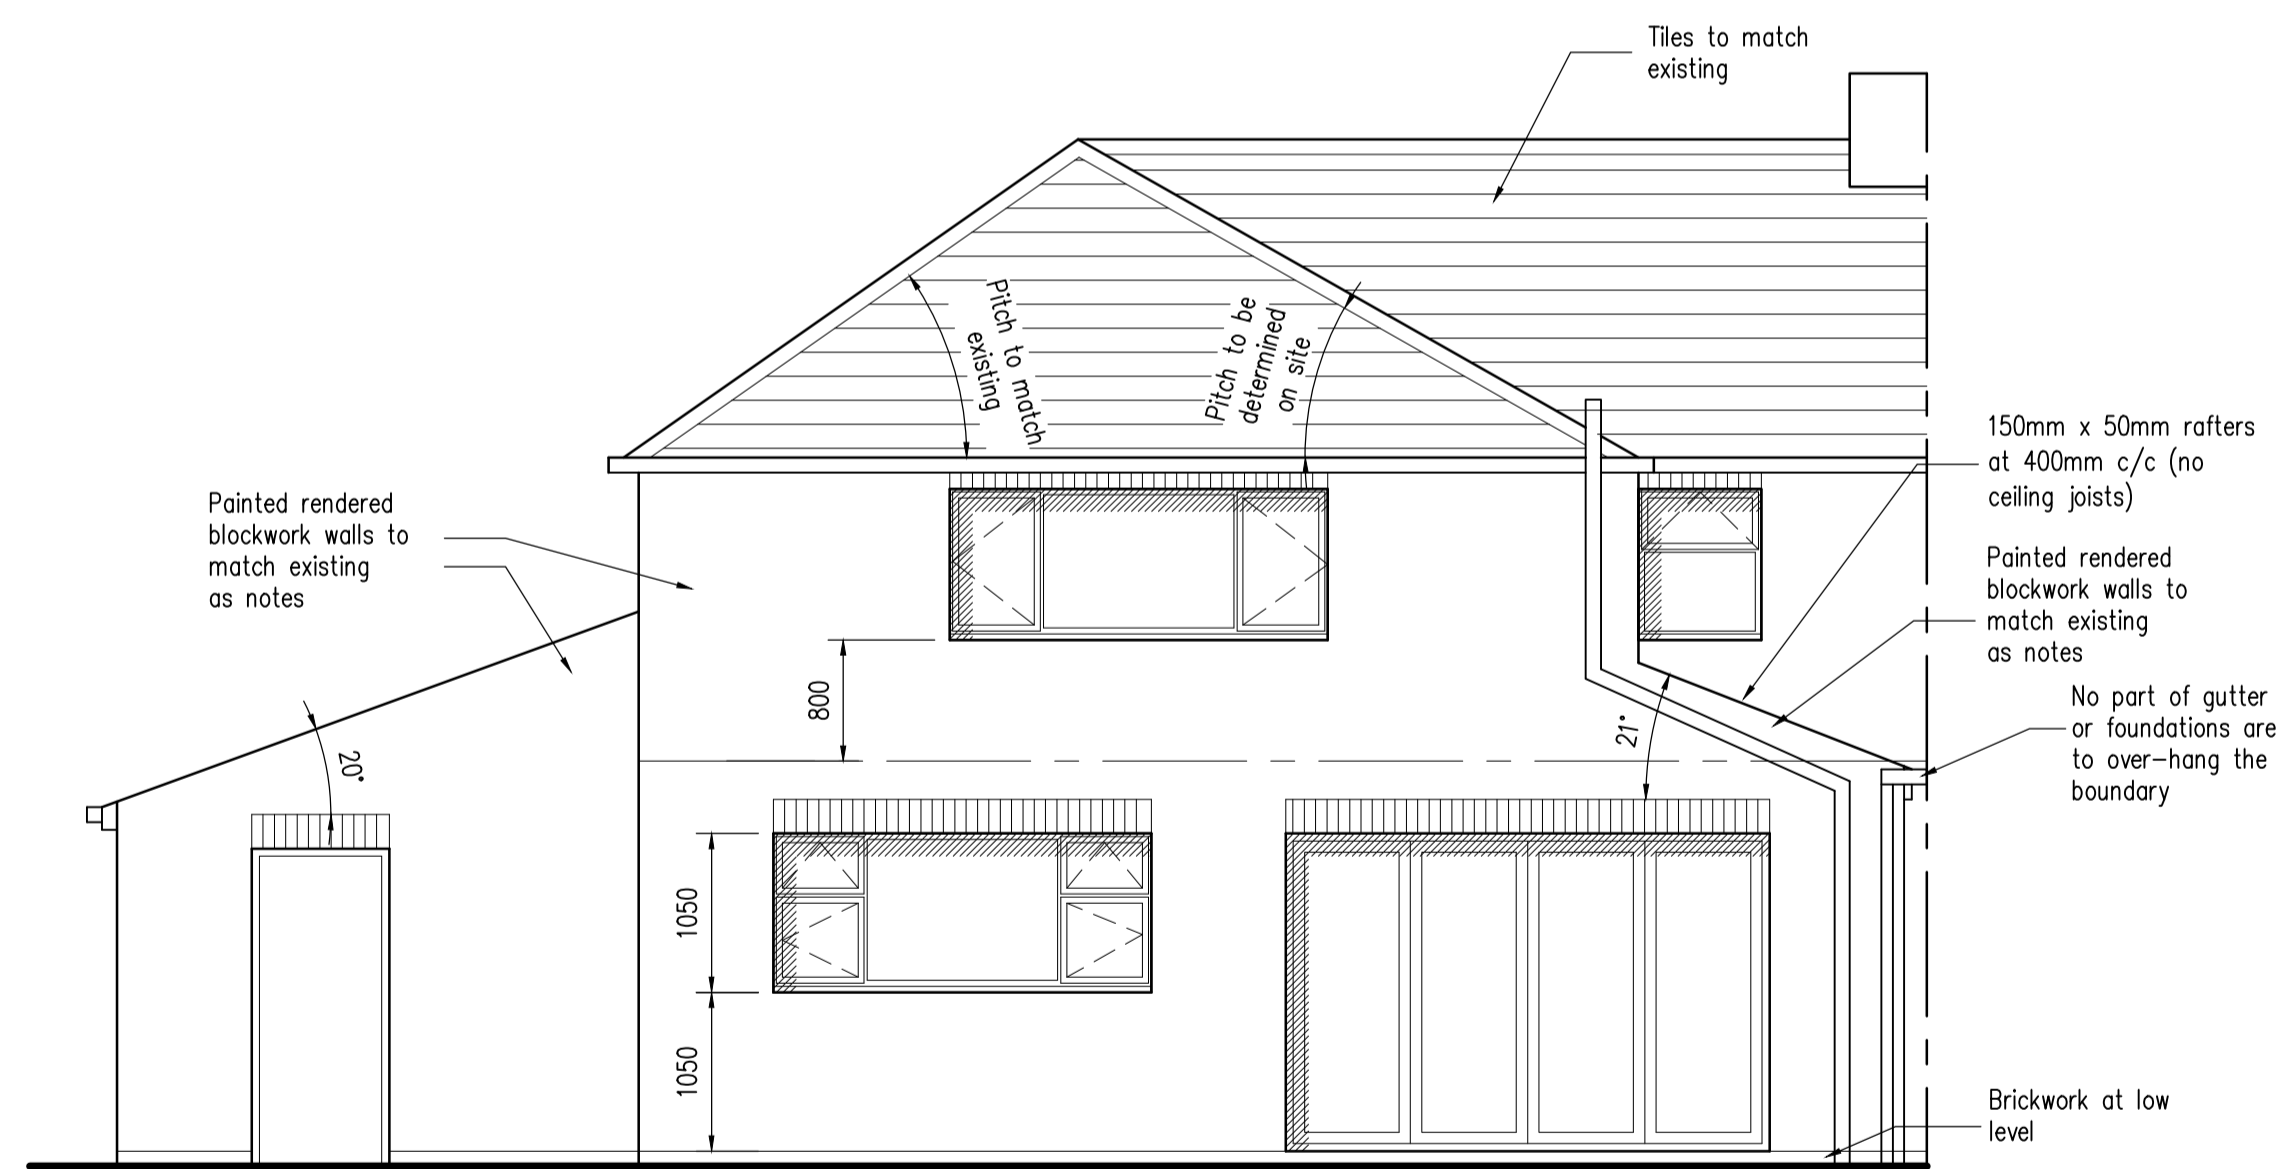 Tiles to match
existing
Pitch to match
existing
Pitch to be
determined
on site
150mm x 50mm rafters
at 400mm c/c (no
ceiling joists)
Painted rendered
blockwork walls to
match existing
as notes
Painted rendered
blockwork walls to
match existing
as notes
No part of gutter
or foundations are
to over-hang the
boundary
800
21°
20°
1050
1050
Brickwork at low
level